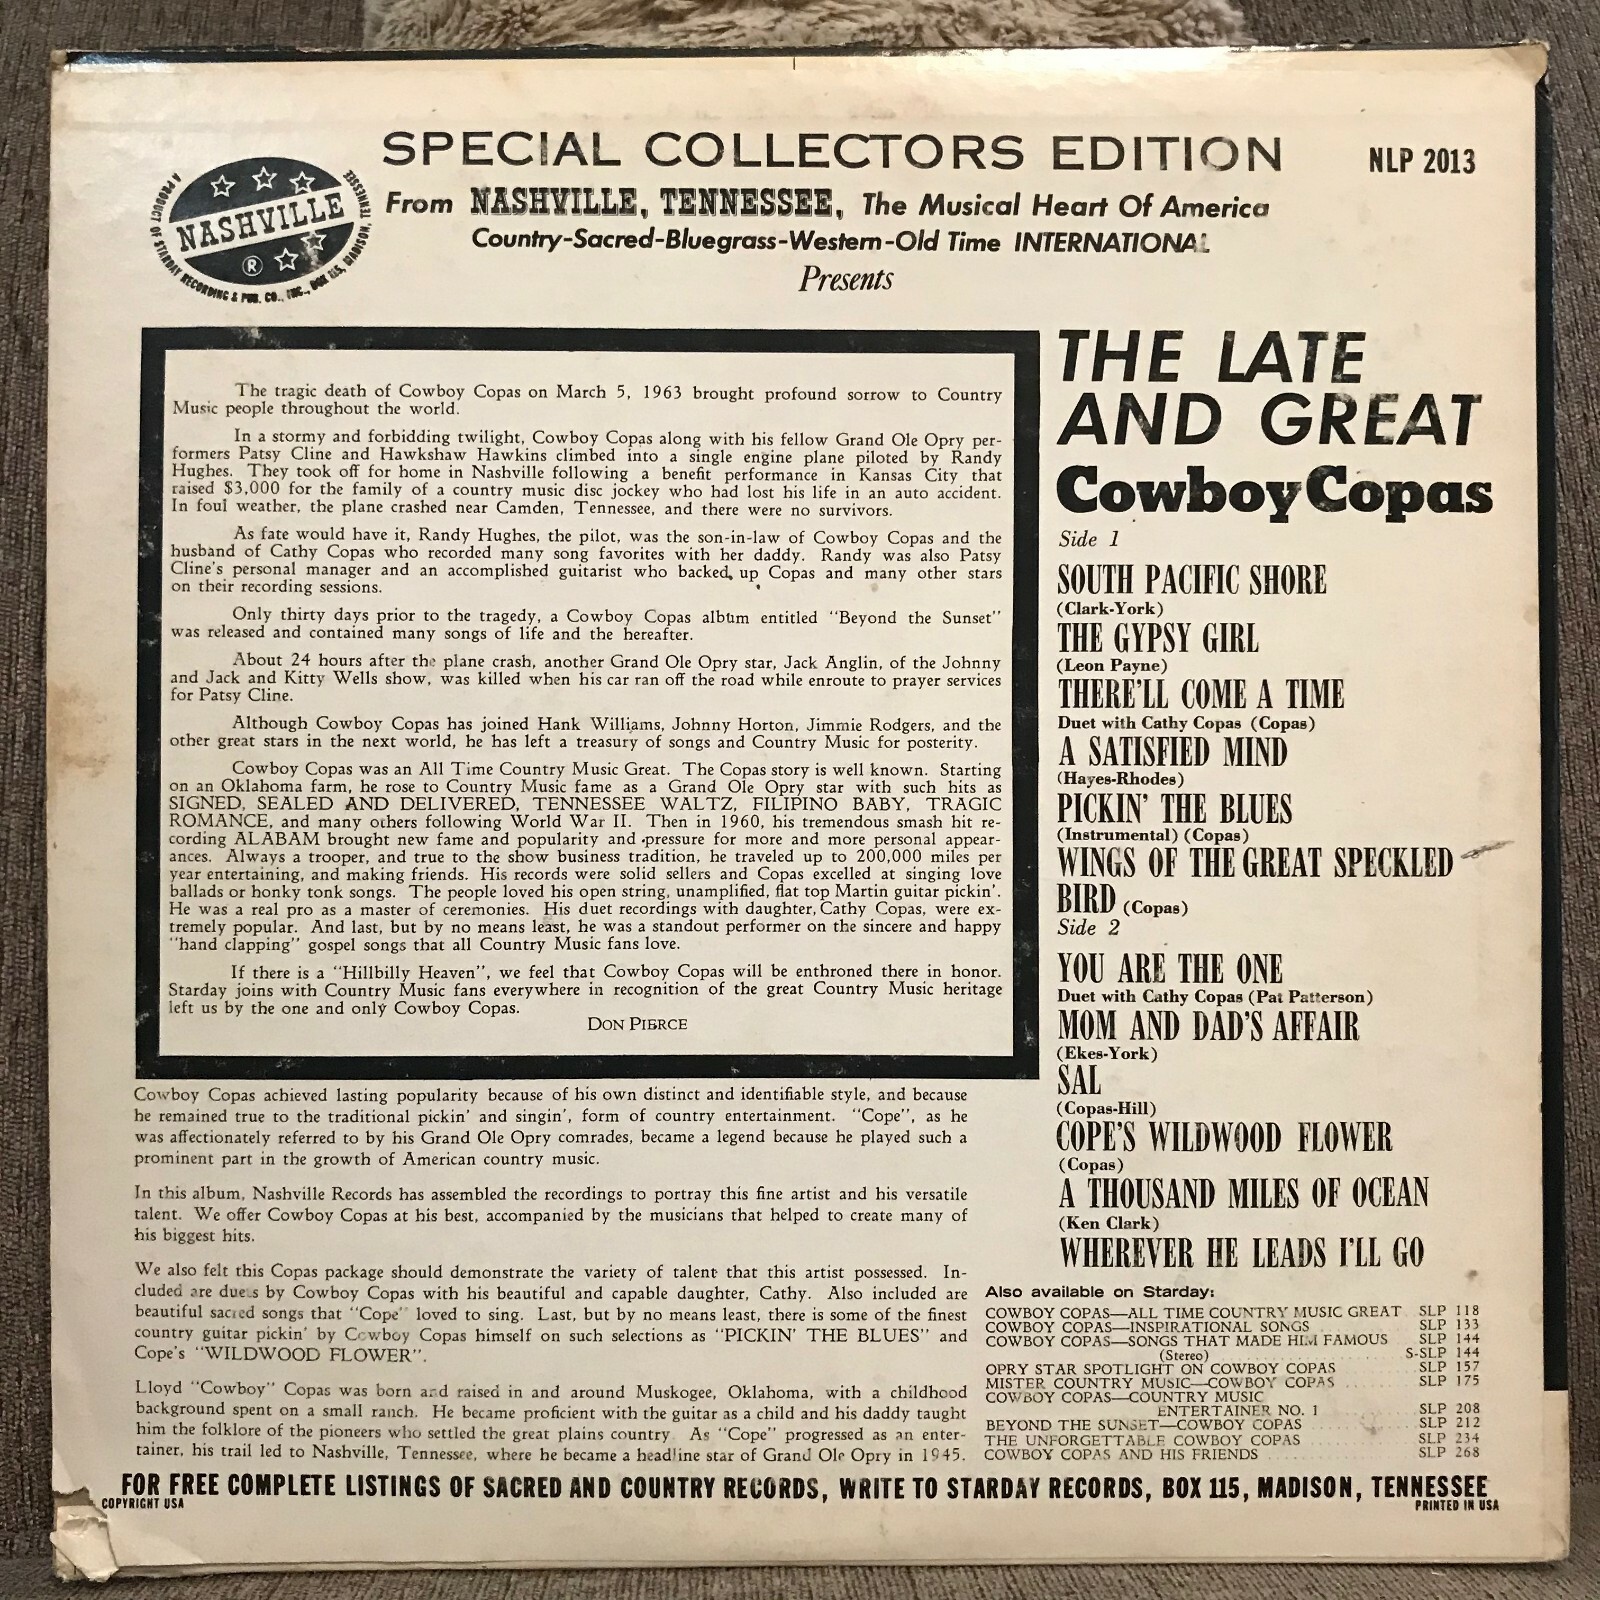 SPECIAL COLLECTORS EDITION
NLP 2013
A PRODUCT OF STARDAY RECORDING & PUB. CO., INC., BOX 115, MADISON, TENNESSEE
NASHVILLE
®
From NASHVILLE, TENNESSEE, The Musical Heart Of America
Country-Sacred-Bluegrass-Western-Old Time INTERNATIONAL
Presents
The tragic death of Cowboy Copas on March 5, 1963 brought profound sorrow to Country
Music people throughout the world.
In a stormy and forbidding twilight, Cowboy Copas along with his fellow Grand Ole Opry per-
formers Patsy Cline and Hawkshaw Hawkins climbed into a single engine plane piloted by Randy
Hughes. They took off for home in Nashville following a benefit performance in Kansas City that
raised $3,000 for the family of a country music disc jockey who had lost his life in an auto accident.
In foul weather, the plane crashed near Camden, Tennessee, and there were no survivors.
As fate would have it, Randy Hughes, the pilot, was the son-in-law of Cowboy Copas and the
husband of Cathy Copas who recorded many song favorites with her daddy. Randy was also Patsy
Cline's personal manager and an accomplished guitarist who backed up Copas and many other stars
on their recording sessions.
Only thirty days prior to the tragedy, a Cowboy Copas album entitled "Beyond the Sunset"
was released and contained many songs of life and the hereafter.
About 24 hours after the plane crash, another Grand Ole Opry star, Jack Anglin, of the Johnny
and Jack and Kitty Wells show, was killed when his car ran off the road while enroute to prayer services
for Patsy Cline.
Although Cowboy Copas has joined Hank Williams, Johnny Horton, Jimmie Rodgers, and the
other great stars in the next world, he has left a treasury of songs and Country Music for posterity.
Cowboy Copas was an All Time Country Music Great. The Copas story is well known. Starting
on an Oklahoma farm, he rose to Country Music fame as a Grand Ole Opry star with such hits as
SIGNED, SEALED AND DELIVERED, TENNESSEE WALTZ, FILIPINO BABY, TRAGIC
ROMANCE, and many others following World War II. Then in 1960, his tremendous smash hit re-
cording ALABAM brought new fame and popularity and pressure for more and more personal appear-
ances. Always a trooper, and true to the show business tradition, he traveled up to 200,000 miles per
year entertaining, and making friends. His records were solid sellers and Copas excelled at singing love
ballads or honky tonk songs. The people loved his open string, unamplified, flat top Martin guitar pickin'.
He was a real pro as a master of ceremonies. His duet recordings with daughter, Cathy Copas, were ex-
tremely popular. And last, but by no means least, he was a standout performer on the sincere and happy
"hand clapping" gospel songs that all Country Music fans love.
If there is a "Hillbilly Heaven", we feel that Cowboy Copas will be enthroned there in honor.
Starday joins with Country Music fans everywhere in recognition of the great Country Music heritage
left us by the one and only Cowboy Copas.
DON PIERCE
Cowboy Copas achieved lasting popularity because of his own distinct and identifiable style, and because
he remained true to the traditional pickin' and singin', form of country entertainment. "Cope", as he
was affectionately referred to by his Grand Ole Opry comrades, became a legend because he played such a
prominent part in the growth of American country music.
In this album, Nashville Records has assembled the recordings to portray this fine artist and his versatile
talent. We offer Cowboy Copas at his best, accompanied by the musicians that helped to create many of
his biggest hits.
We also felt this Copas package should demonstrate the variety of talent that this artist possessed. In-
cluded are duets by Cowboy Copas with his beautiful and capable daughter, Cathy. Also included are
beautiful sacred songs that "Cope" loved to sing. Last, but by no means least, there is some of the finest
country guitar pickin' by Cowboy Copas himself on such selections as "PICKIN' THE BLUES" and
Cope's "WILDWOOD FLOWER".
Lloyd "Cowboy" Copas was born and raised in and around Muskogee, Oklahoma, with a childhood
background spent on a small ranch. He became proficient with the guitar as a child and his daddy taught
him the folklore of the pioneers who settled the great plains country. As "Cope" progressed as an enter-
tainer, his trail led to Nashville, Tennessee, where he became a headline star of Grand Ole Opry in 1945.
THE LATE
AND GREAT
Cowboy Copas
Side 1
SOUTH PACIFIC SHORE
(Clark-York)
THE GYPSY GIRL
(Leon Payne)
THERE'LL COME A TIME
Duet with Cathy Copas (Copas)
A SATISFIED MIND
(Hayes-Rhodes)
PICKIN' THE BLUES
(Instrumental) (Copas)
WINGS OF THE GREAT SPECKLED
BIRD (Copas)
Side 2
YOU ARE THE ONE
Duet with Cathy Copas (Pat Patterson)
MOM AND DAD'S AFFAIR
(Ekes-York)
SAL
(Copas-Hill)
COPE'S WILDWOOD FLOWER
(Copas)
A THOUSAND MILES OF OCEAN
(Ken Clark)
WHEREVER HE LEADS I'LL GO
Also available on Starday:
COWBOY COPAS—ALL TIME COUNTRY MUSIC GREAT SLP 118
COWBOY COPAS—INSPIRATIONAL SONGS SLP 133
COWBOY COPAS—SONGS THAT MADE HIM FAMOUS SLP 144
(Stereo) S-SLP 144
OPRY STAR SPOTLIGHT ON COWBOY COPAS SLP 157
MISTER COUNTRY MUSIC—COWBOY COPAS SLP 175
COWBOY COPAS—COUNTRY MUSIC
ENTERTAINER NO. 1 SLP 208
BEYOND THE SUNSET—COWBOY COPAS SLP 212
THE UNFORGETTABLE COWBOY COPAS SLP 234
COWBOY COPAS AND HIS FRIENDS SLP 268
FOR FREE COMPLETE LISTINGS OF SACRED AND COUNTRY RECORDS, WRITE TO STARDAY RECORDS, BOX 115, MADISON, TENNESSEE
COPYRIGHT USA
PRINTED IN USA